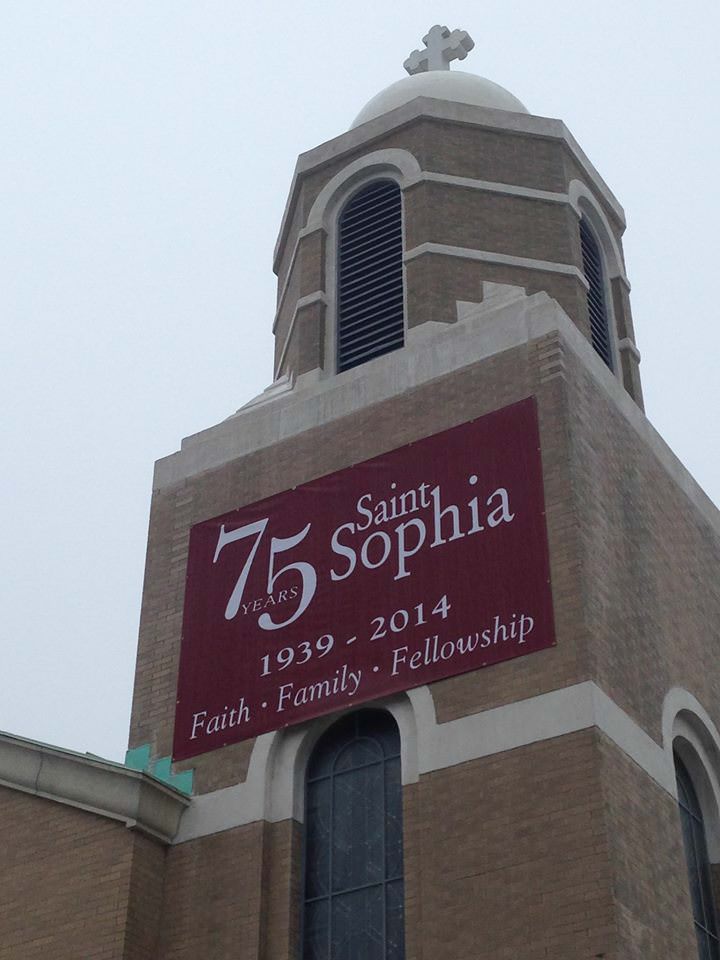 75 YEARS
Saint
Sophia
1939 - 2014
Faith · Family · Fellowship